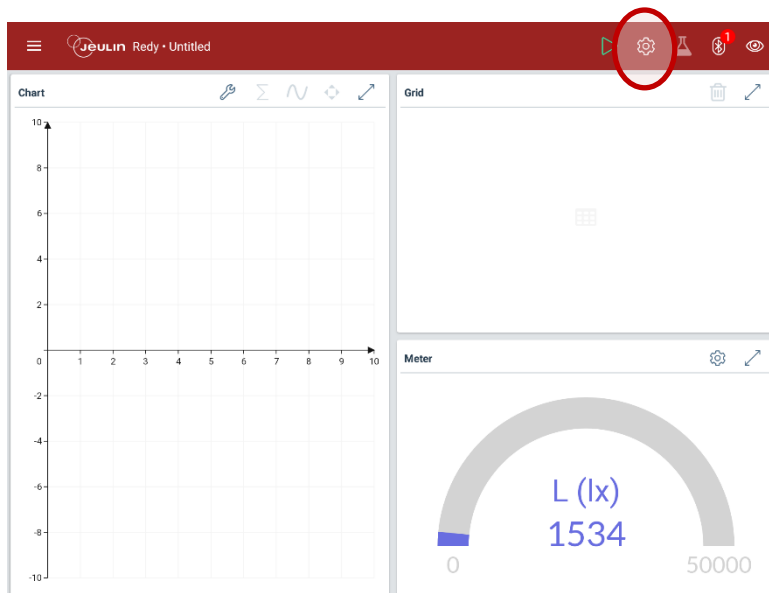 Jeulin Redy • Untitled
1
Chart
10
8
6
4
2
0
1 2 3 4 5 6 7 8 9 10
-2
-4
-6
-8
-10
Grid
Meter
L (lx)
1534
0 50000